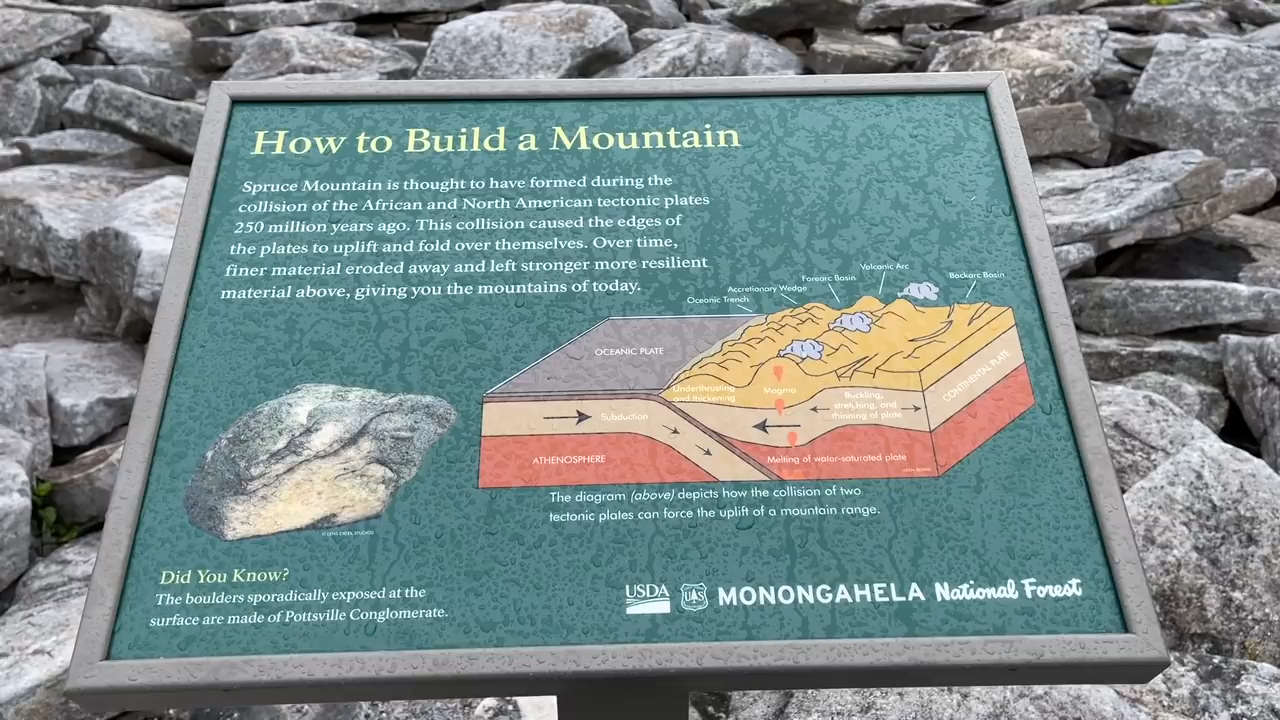 How to Build a Mountain
Spruce Mountain is thought to have formed during the
collision of the African and North American tectonic plates
250 million years ago. This collision caused the edges of
the plates to uplift and fold over themselves. Over time,
finer material eroded away and left stronger more resilient
material above, giving you the mountains of today.
Oceanic Trench
Accretionary Wedge
Forearc Basin
Volcanic Arc
Backarc Basin
OCEANIC PLATE
CONTINENTAL PLATE
Underthrusting
and thickening
Magma
Buckling,
stretching, and
thinning of plate
Subduction
ATHENOSPHERE
Melting of water-saturated plate
The diagram (above) depicts how the collision of two
tectonic plates can force the uplift of a mountain range.
Did You Know?
The boulders sporadically exposed at the
surface are made of Pottsville Conglomerate.
USDA
UAS
MONONGAHELA National Forest